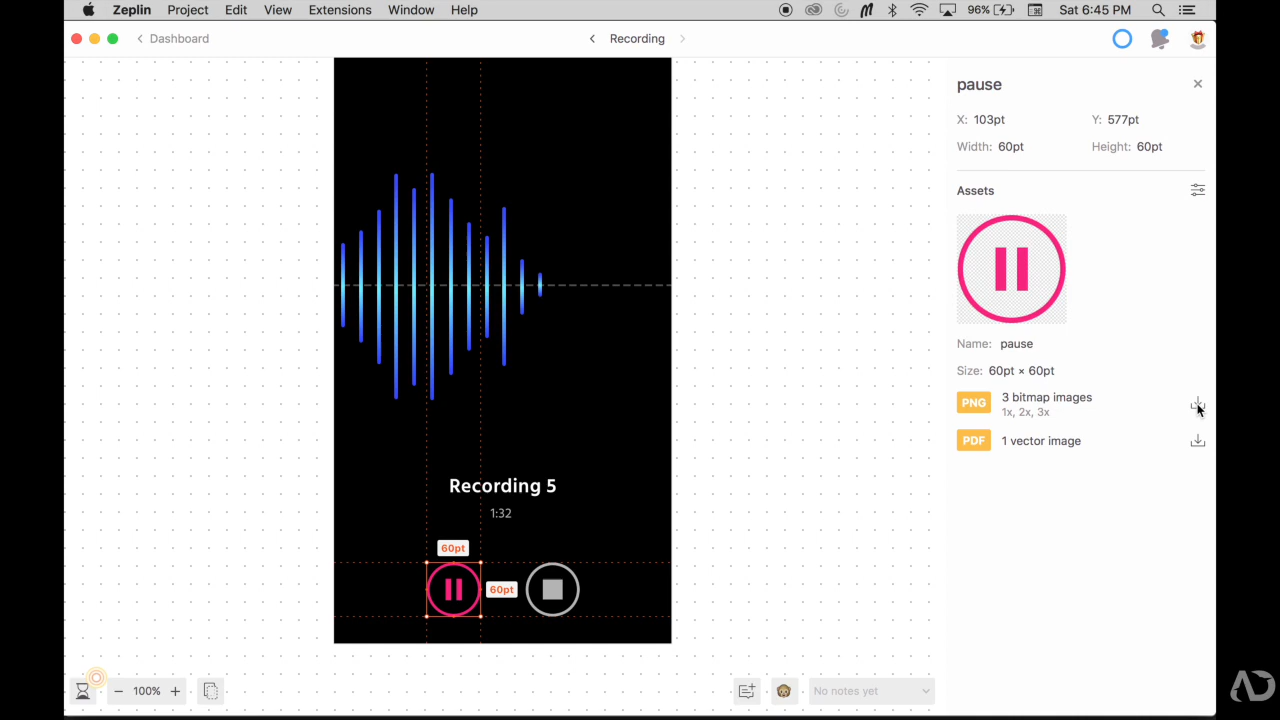 Zeplin Project Edit View Extensions Window Help 96% Sat 6:45 PM
Dashboard Recording
pause
X: 103pt Y: 577pt
Width: 60pt Height: 60pt
Assets
Name: pause
Size: 60pt × 60pt
PNG 3 bitmap images
1x, 2x, 3x
PDF 1 vector image
Recording 5
1:32
60pt
60pt
100% No notes yet